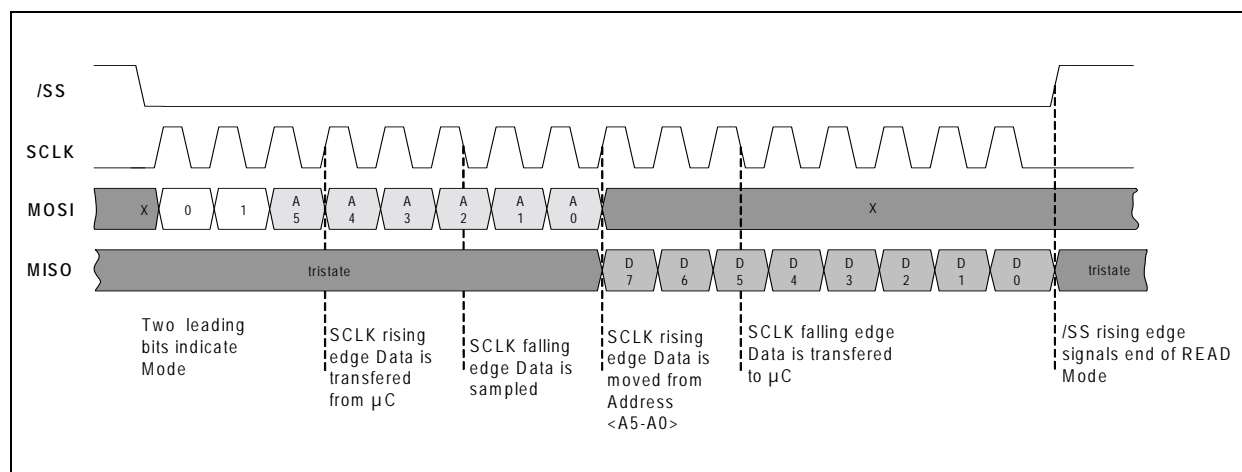 /SS
SCLK
MOSI
X
0
1
A
5
A
4
A
3
A
2
A
1
A
0
X
MISO
tristate
D
7
D
6
D
5
D
4
D
3
D
2
D
1
D
0
tristate
Two leading
bits indicate
Mode
SCLK rising
edge Data is
transfered
from µC
SCLK falling
edge Data is
sampled
SCLK rising
edge Data is
moved from
Address
<A5-A0>
SCLK falling edge
Data is transfered
to µC
/SS rising edge
signals end of READ
Mode